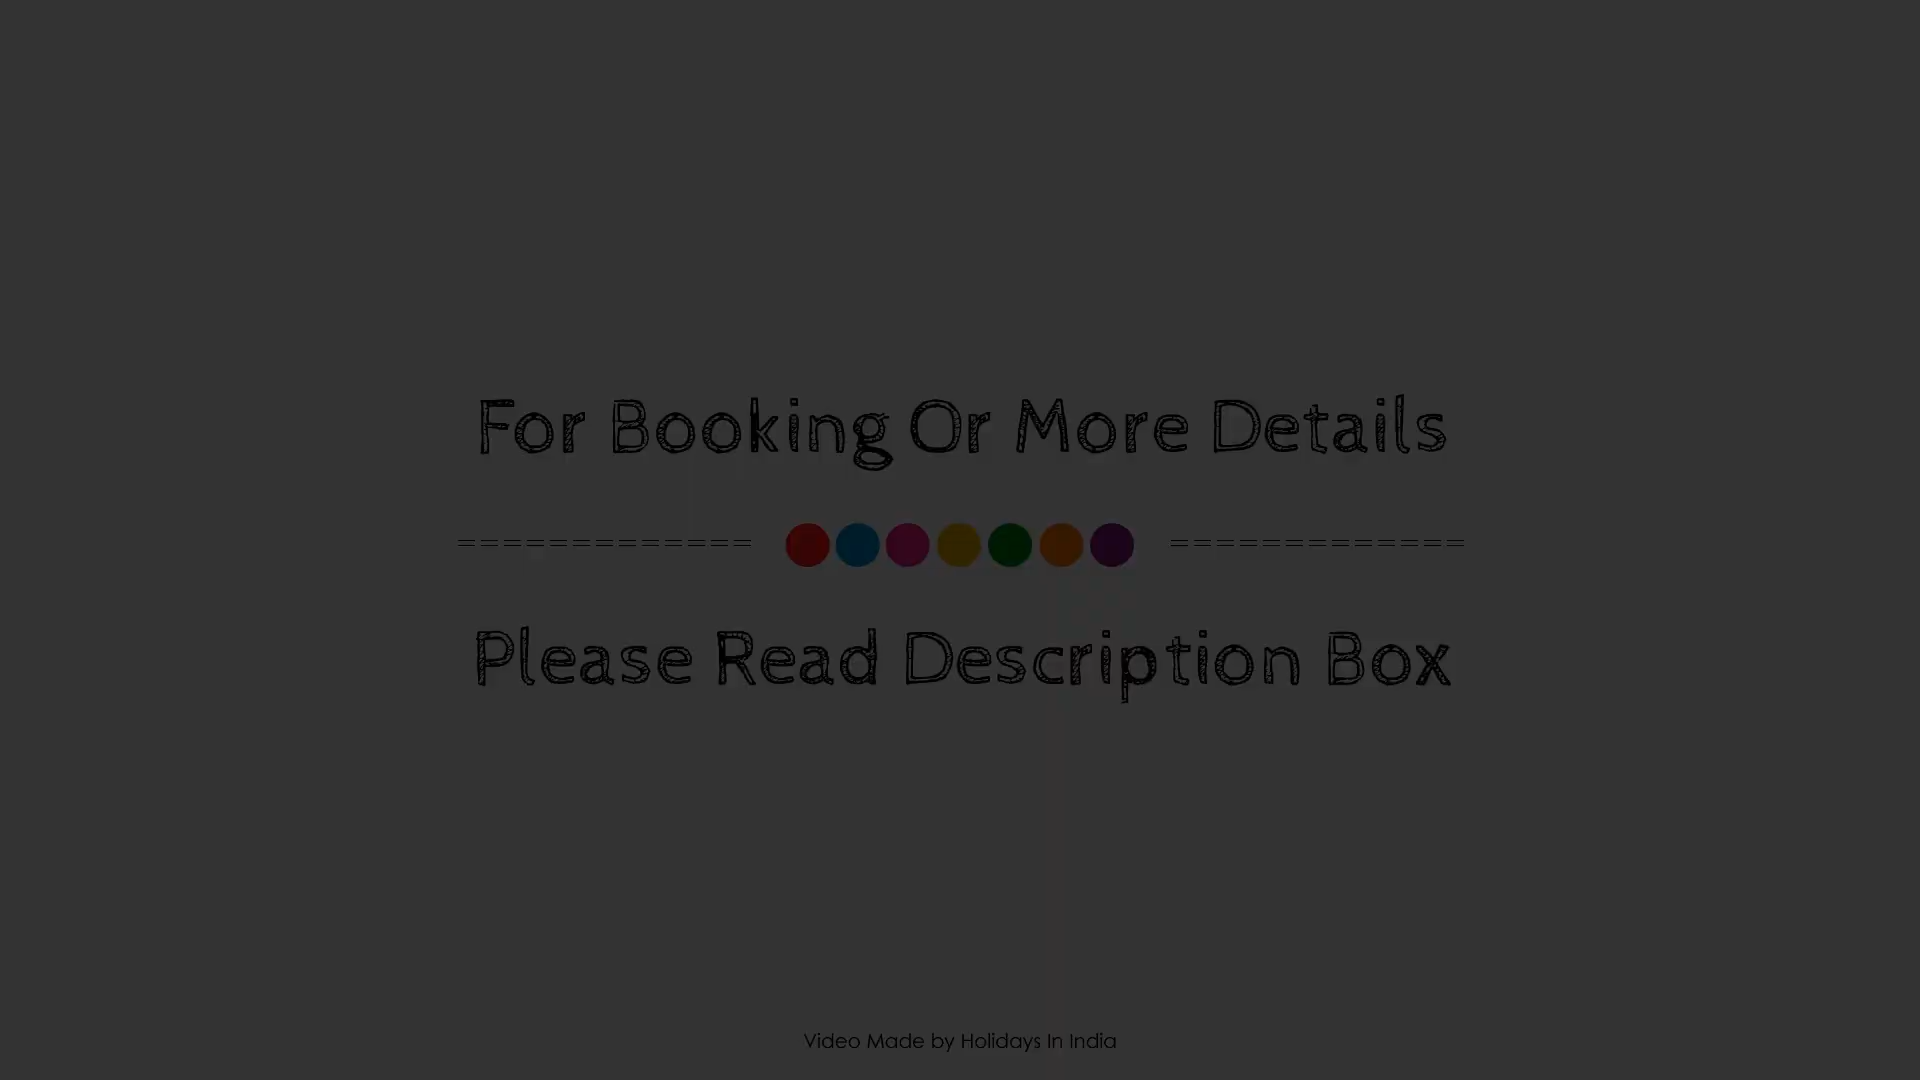 For Booking Or More Details
============= =============
Please Read Description Box
Video Made by Holidays In India